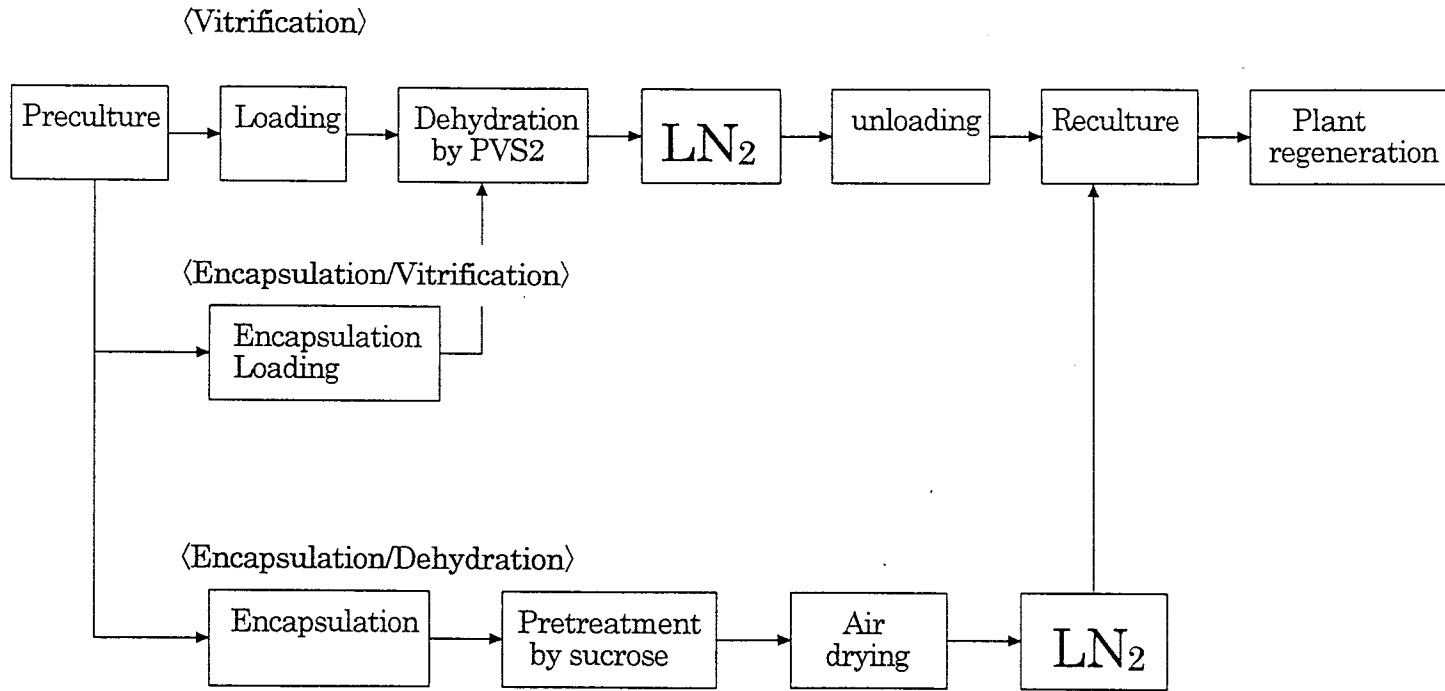 ⟨Vitrification⟩
Preculture
Loading
Dehydration
by PVS2
LN₂
unloading
Reculture
Plant
regeneration
⟨Encapsulation/Vitrification⟩
Encapsulation
Loading
⟨Encapsulation/Dehydration⟩
Encapsulation
Pretreatment
by sucrose
Air
drying
LN₂